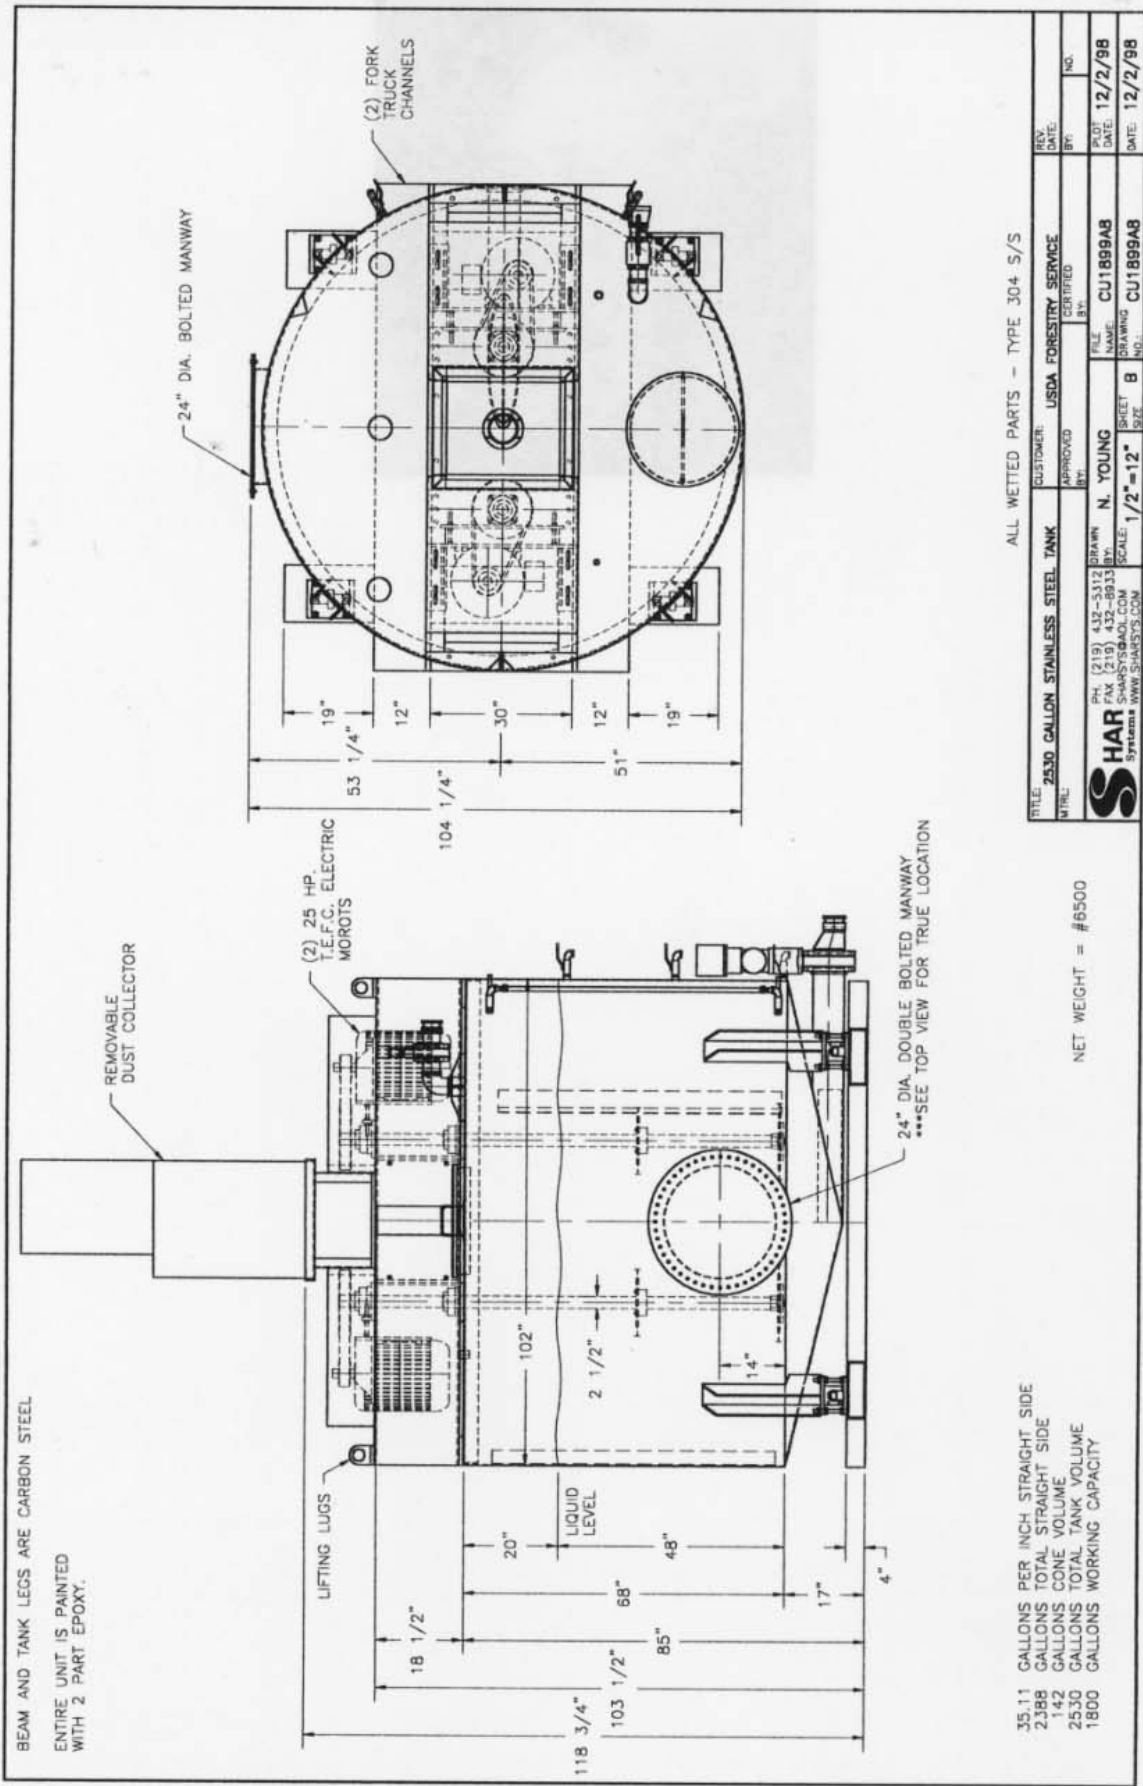 BEAM AND TANK LEGS ARE CARBON STEEL
ENTIRE UNIT IS PAINTED
WITH 2 PART EPOXY.
REMOVABLE
DUST COLLECTOR
LIFTING LUGS
(2) 25 HP.
T.E.F.C. ELECTRIC
MOROTS
18 1/2"
20"
LIQUID
LEVEL
48"
68"
17"
4"
85"
103 1/2"
118 3/4"
102"
2 1/2"
14"
24" DIA. DOUBLE BOLTED MANWAY
***SEE TOP VIEW FOR TRUE LOCATION
24" DIA. BOLTED MANWAY
(2) FORK
TRUCK
CHANNELS
19"
12"
30"
12"
19"
53 1/4"
51"
104 1/4"
35.11 GALLONS PER INCH STRAIGHT SIDE
2388 GALLONS TOTAL STRAIGHT SIDE
142 GALLONS CONE VOLUME
2530 GALLONS TOTAL TANK VOLUME
1800 GALLONS WORKING CAPACITY
NET WEIGHT = #6500
ALL WETTED PARTS - TYPE 304 S/S
TITLE: 2530 GALLON STAINLESS STEEL TANK
CUSTOMER: USDA FORESTRY SERVICE
REV. DATE:
MTRL:
APPROVED BY:
CERTIFIED BY:
BY:
NO.
SHAR Systems
PH. (219) 432-5312
FAX (219) 432-8933
SHARSYS@AOL.COM
WWW.SHARSYS.COM
DRAWN BY: N. YOUNG
FILE NAME: CU1899AB
PLOT DATE: 12/2/98
SCALE: 1/2"=12"
SHEET SIZE B
DRAWING NO.: CU1899AB
DATE: 12/2/98